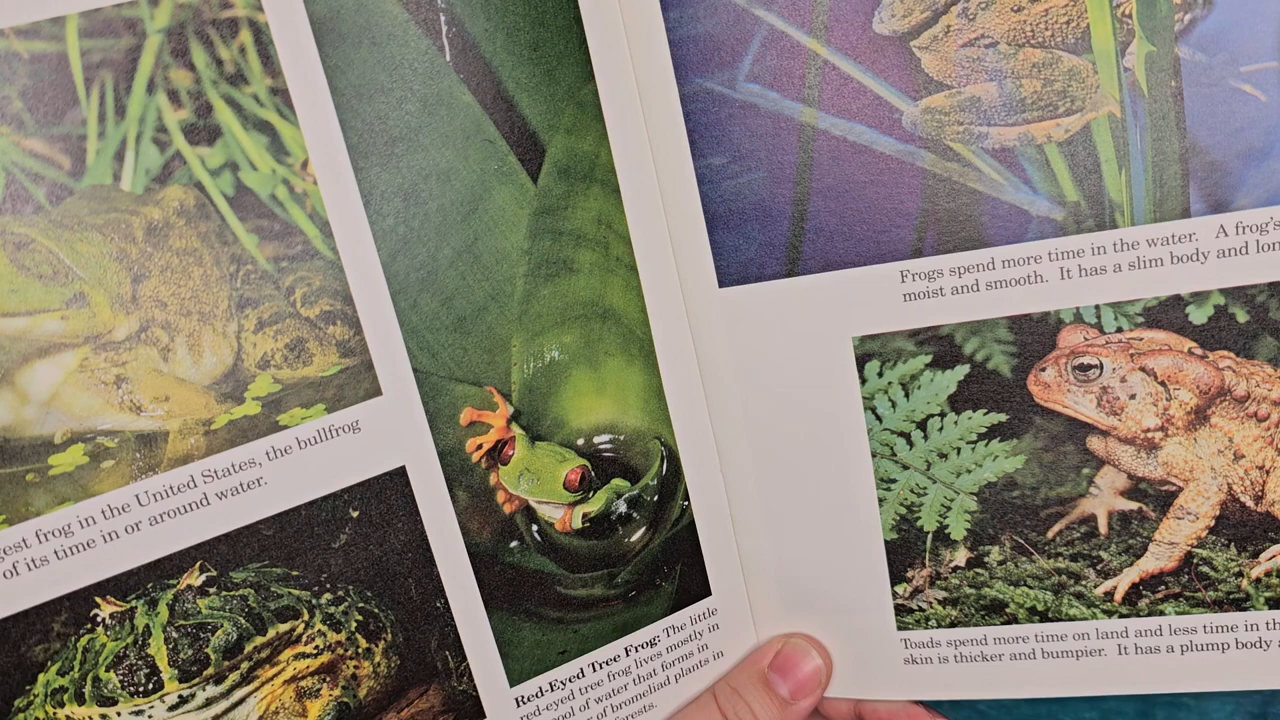 gest frog in the United States, the bullfrog
of its time in or around water.
Red-Eyed Tree Frog: The little
red-eyed tree frog lives mostly in
pool of water that forms in
r of bromeliad plants in
forests.
Frogs spend more time in the water. A frog's
moist and smooth. It has a slim body and lon
Toads spend more time on land and less time in th
skin is thicker and bumpier. It has a plump body